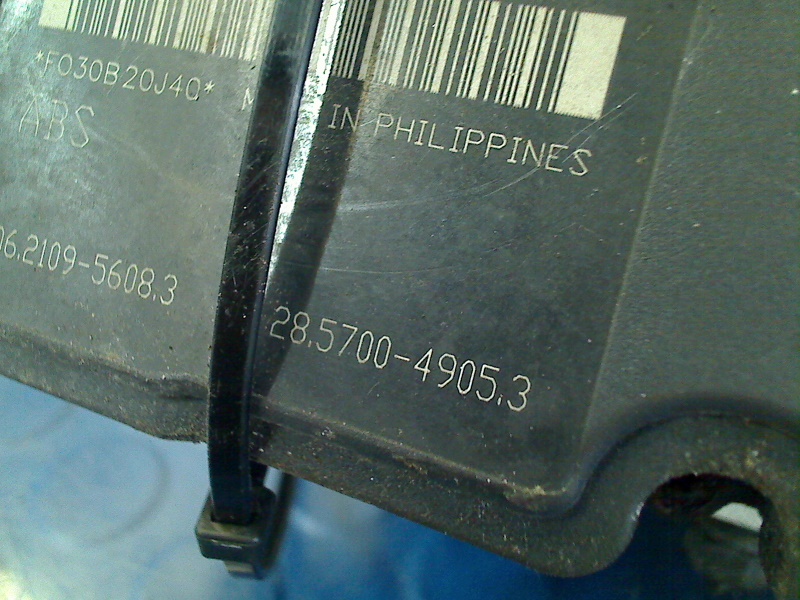 *F030B20J40* M IN PHILIPPINES
ABS
06.2109-5608.3
28.5700-4905.3